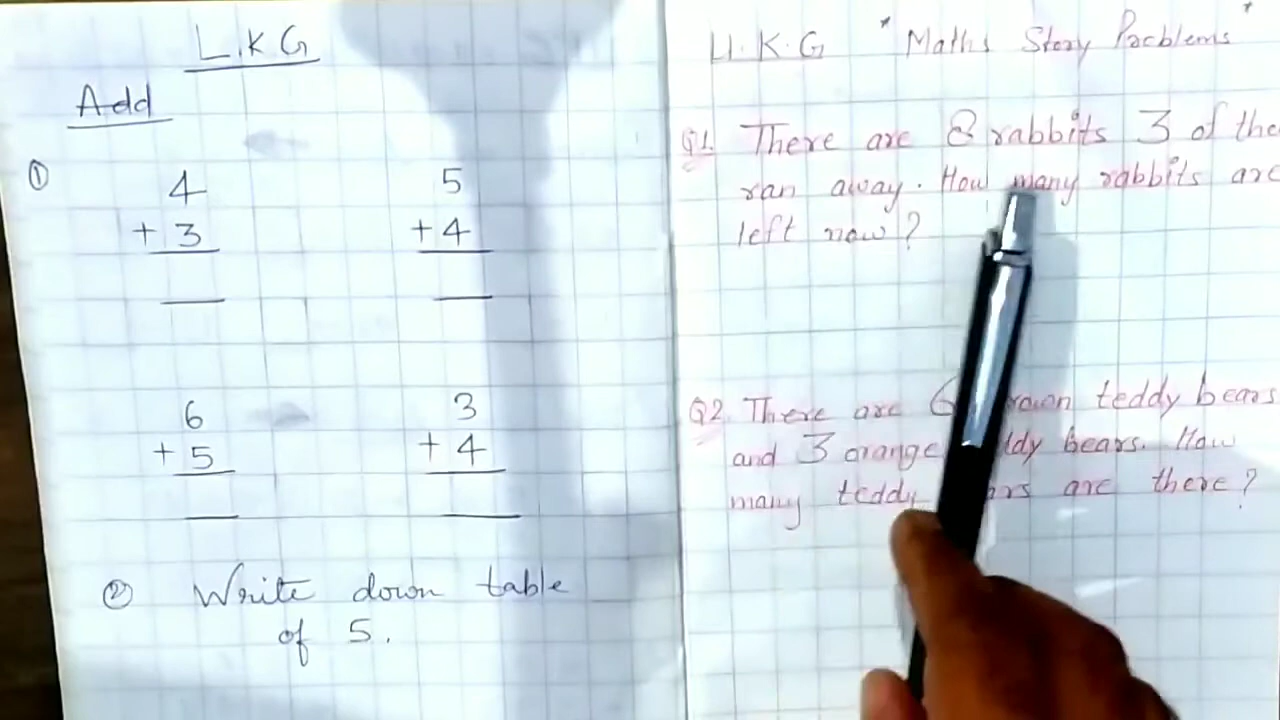 L.K G
Add
①
4
+ 3
5
+ 4
6
+ 5
3
+ 4
② Write down table
of 5.
U.K.G "Maths Story Problems"
Q1. There are 8 rabbits 3 of the
ran away. How many rabbits are
left now?
Q2. There are 6 teddy bears
and 3 orange bears. How
many teddy are there?